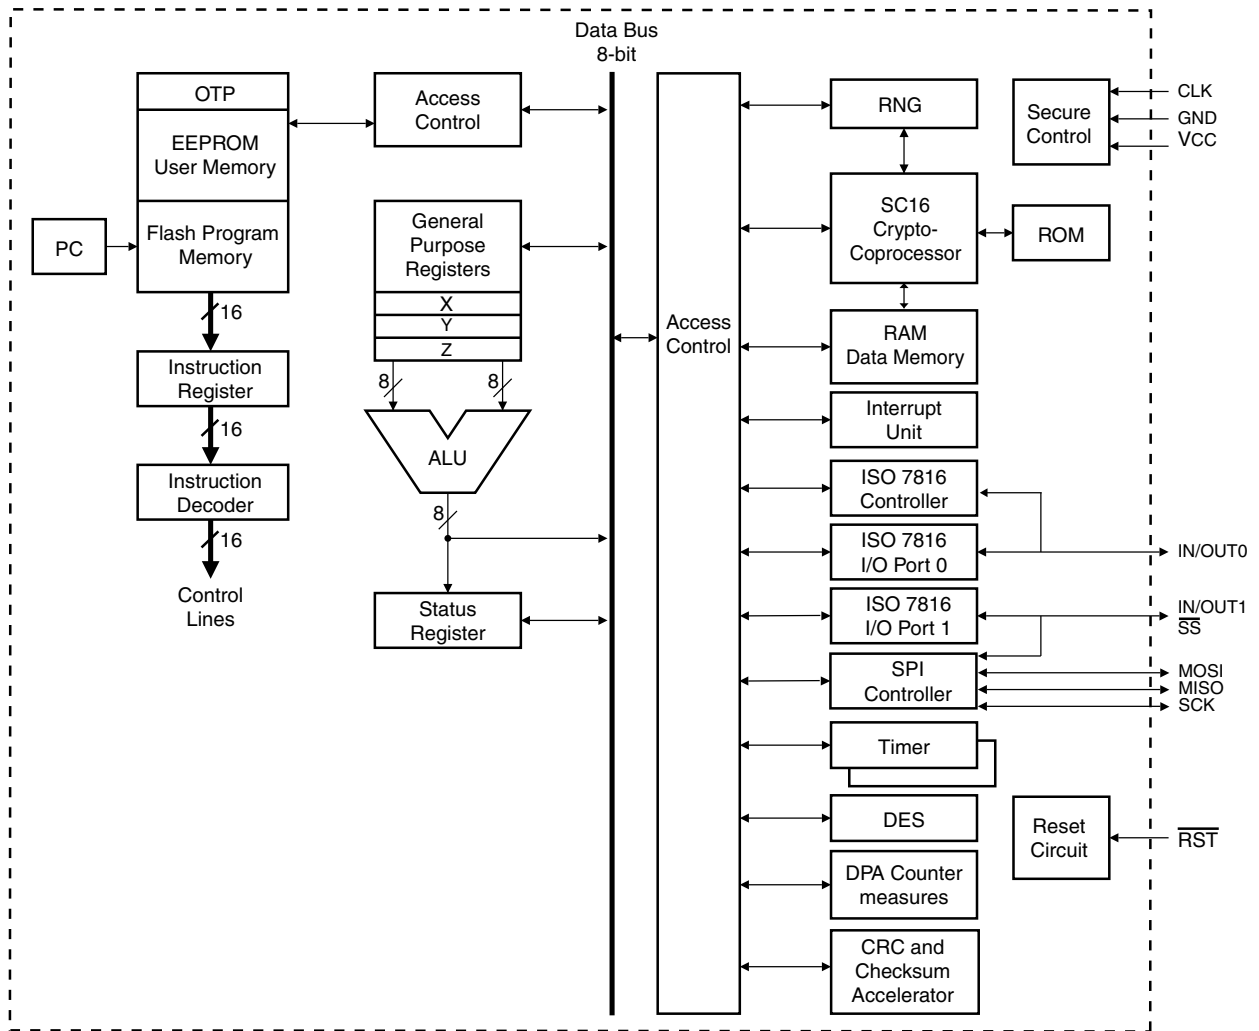 Data Bus
8-bit
OTP
EEPROM
User Memory
Flash Program
Memory
PC
16
Instruction
Register
16
Instruction
Decoder
16
Control
Lines
Access
Control
General
Purpose
Registers
X
Y
Z
8
8
ALU
8
Status
Register
Access
Control
RNG
SC16
Crypto-
Coprocessor
ROM
RAM
Data Memory
Interrupt
Unit
ISO 7816
Controller
ISO 7816
I/O Port 0
ISO 7816
I/O Port 1
SPI
Controller
Timer
DES
DPA Counter
measures
CRC and
Checksum
Accelerator
Secure
Control
CLK
GND
VCC
IN/OUT0
IN/OUT1
SS
MOSI
MISO
SCK
Reset
Circuit
RST